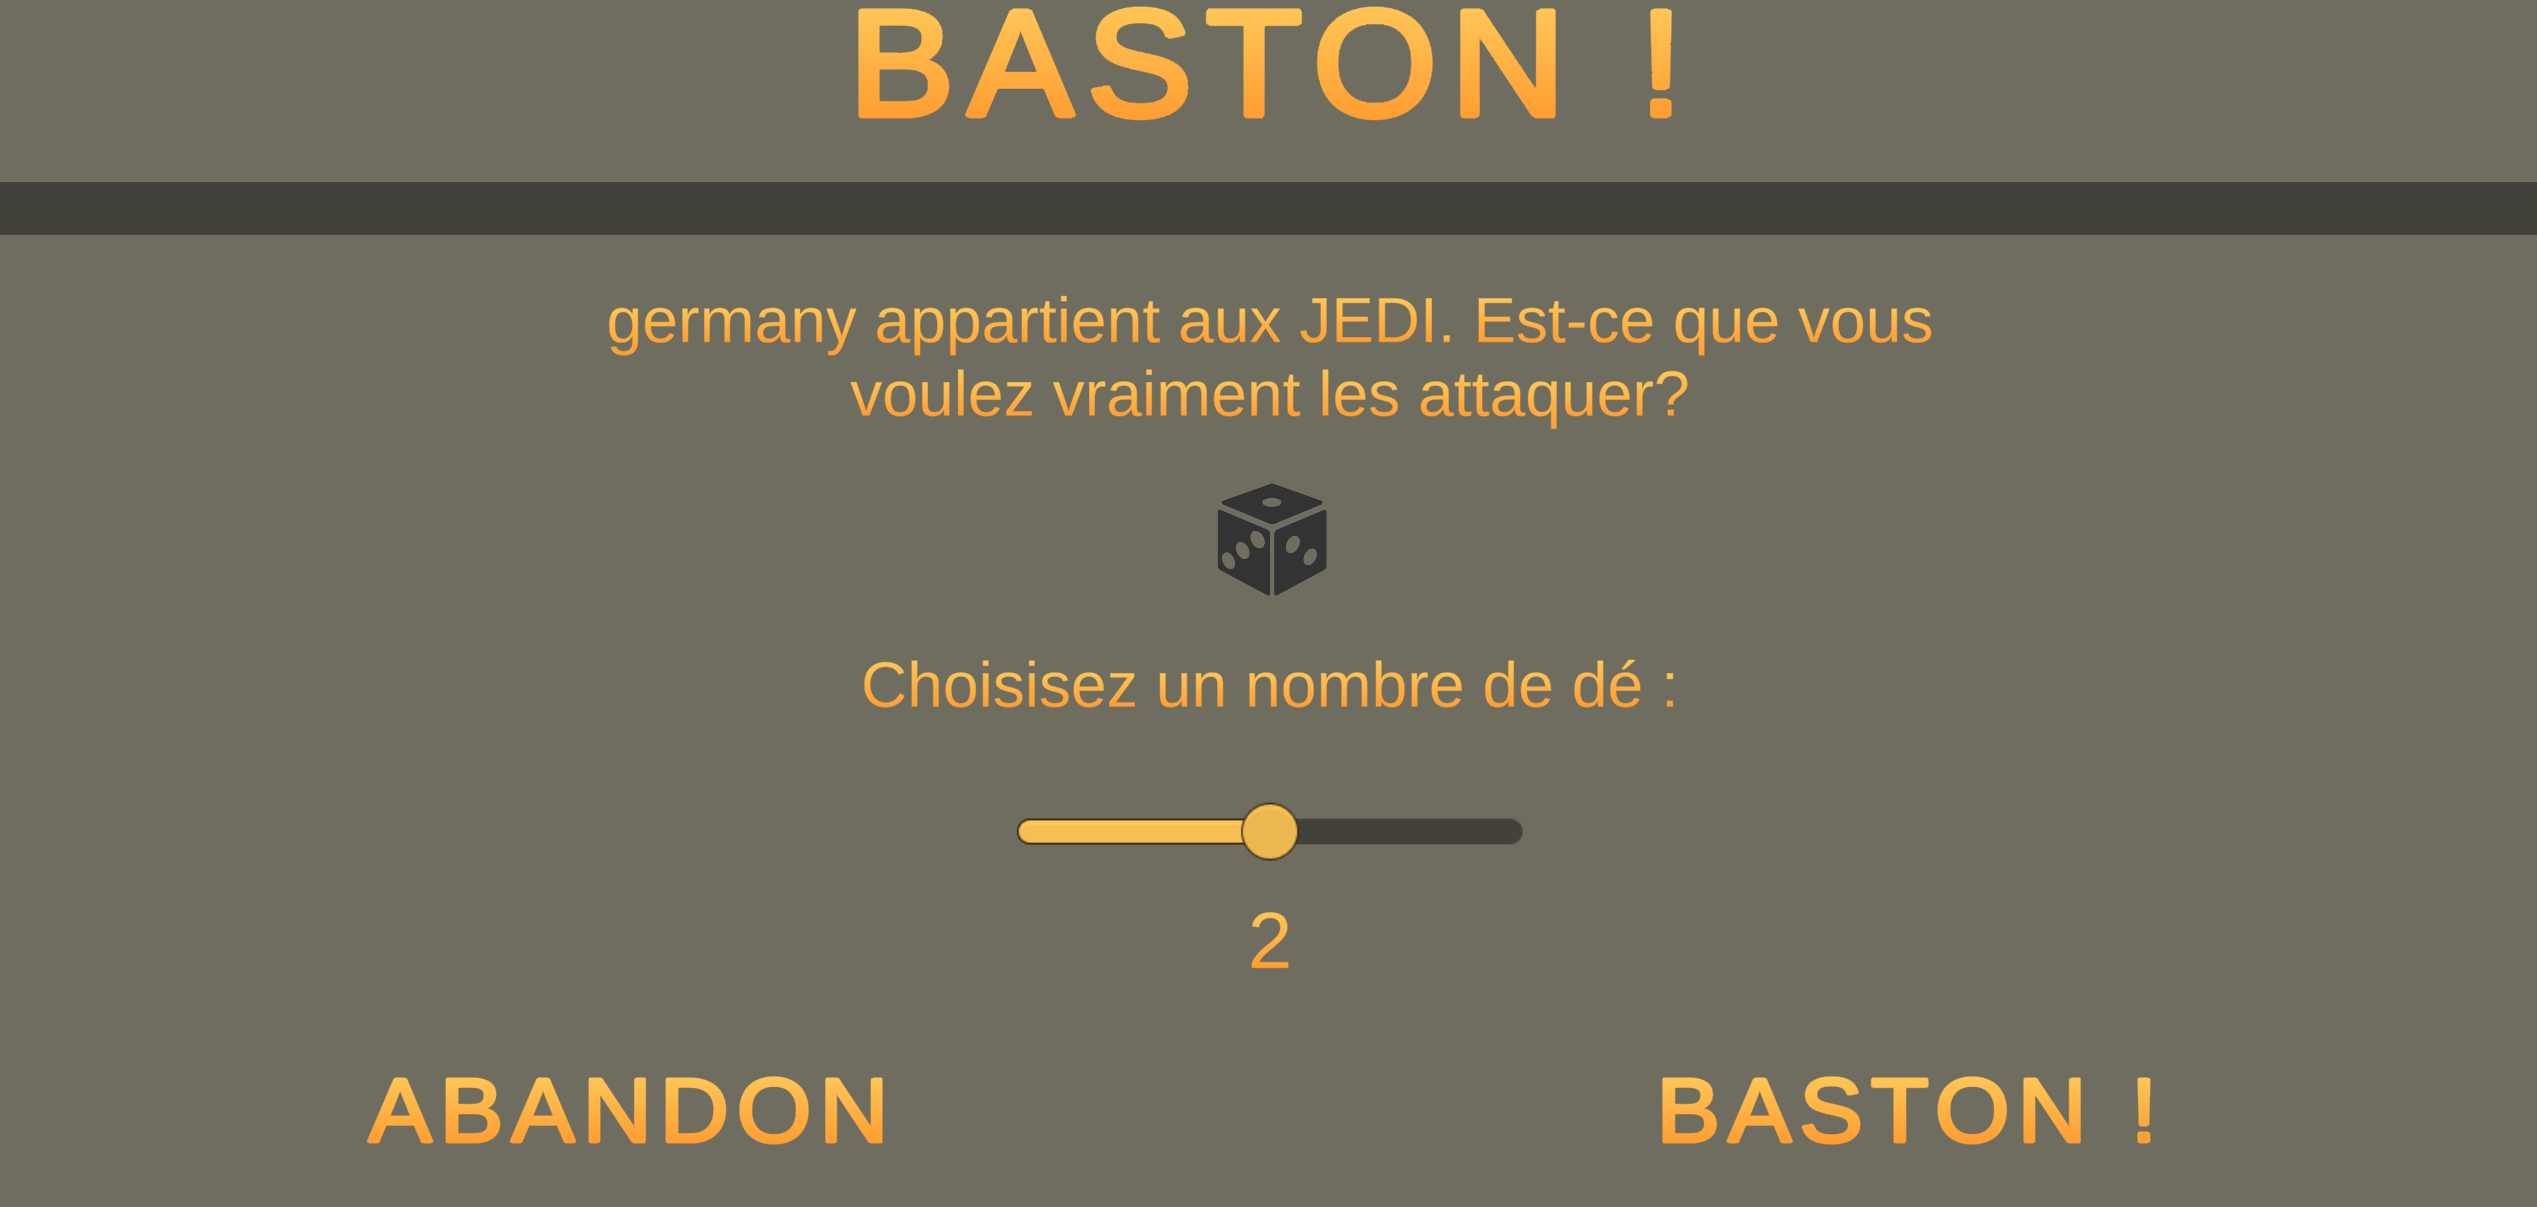 BASTON !
germany appartient aux JEDI. Est-ce que vous
voulez vraiment les attaquer?
Choisisez un nombre de dé :
2
ABANDON
BASTON !